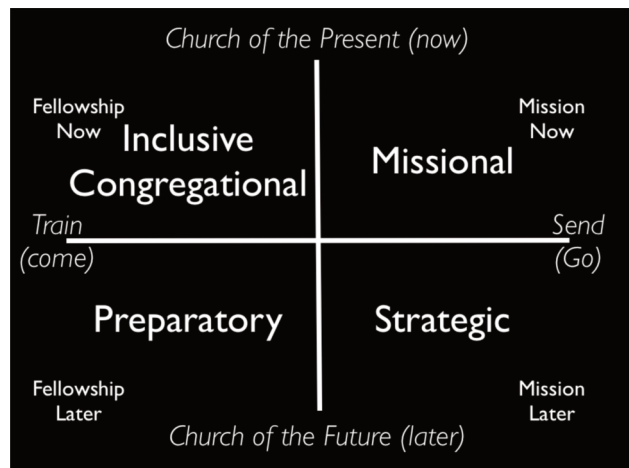 Church of the Present (now)
Fellowship
Now
Inclusive
Congregational
Mission
Now
Missional
Train
(come)
Send
(Go)
Preparatory
Strategic
Fellowship
Later
Mission
Later
Church of the Future (later)